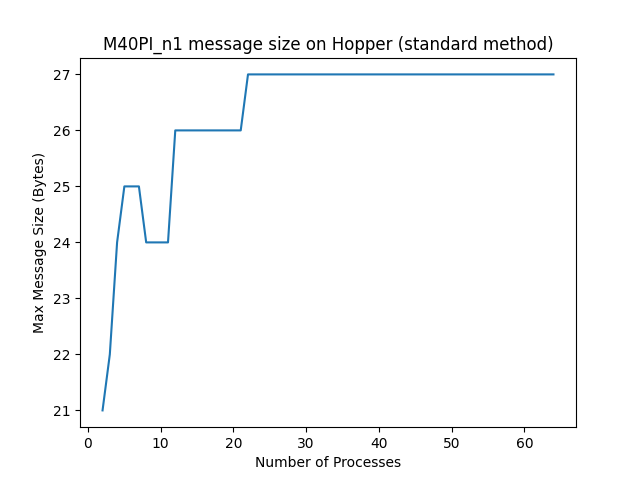 M40PI_n1 message size on Hopper (standard method)
Max Message Size (Bytes)
27
26
25
24
23
22
21
0 10 20 30 40 50 60
Number of Processes